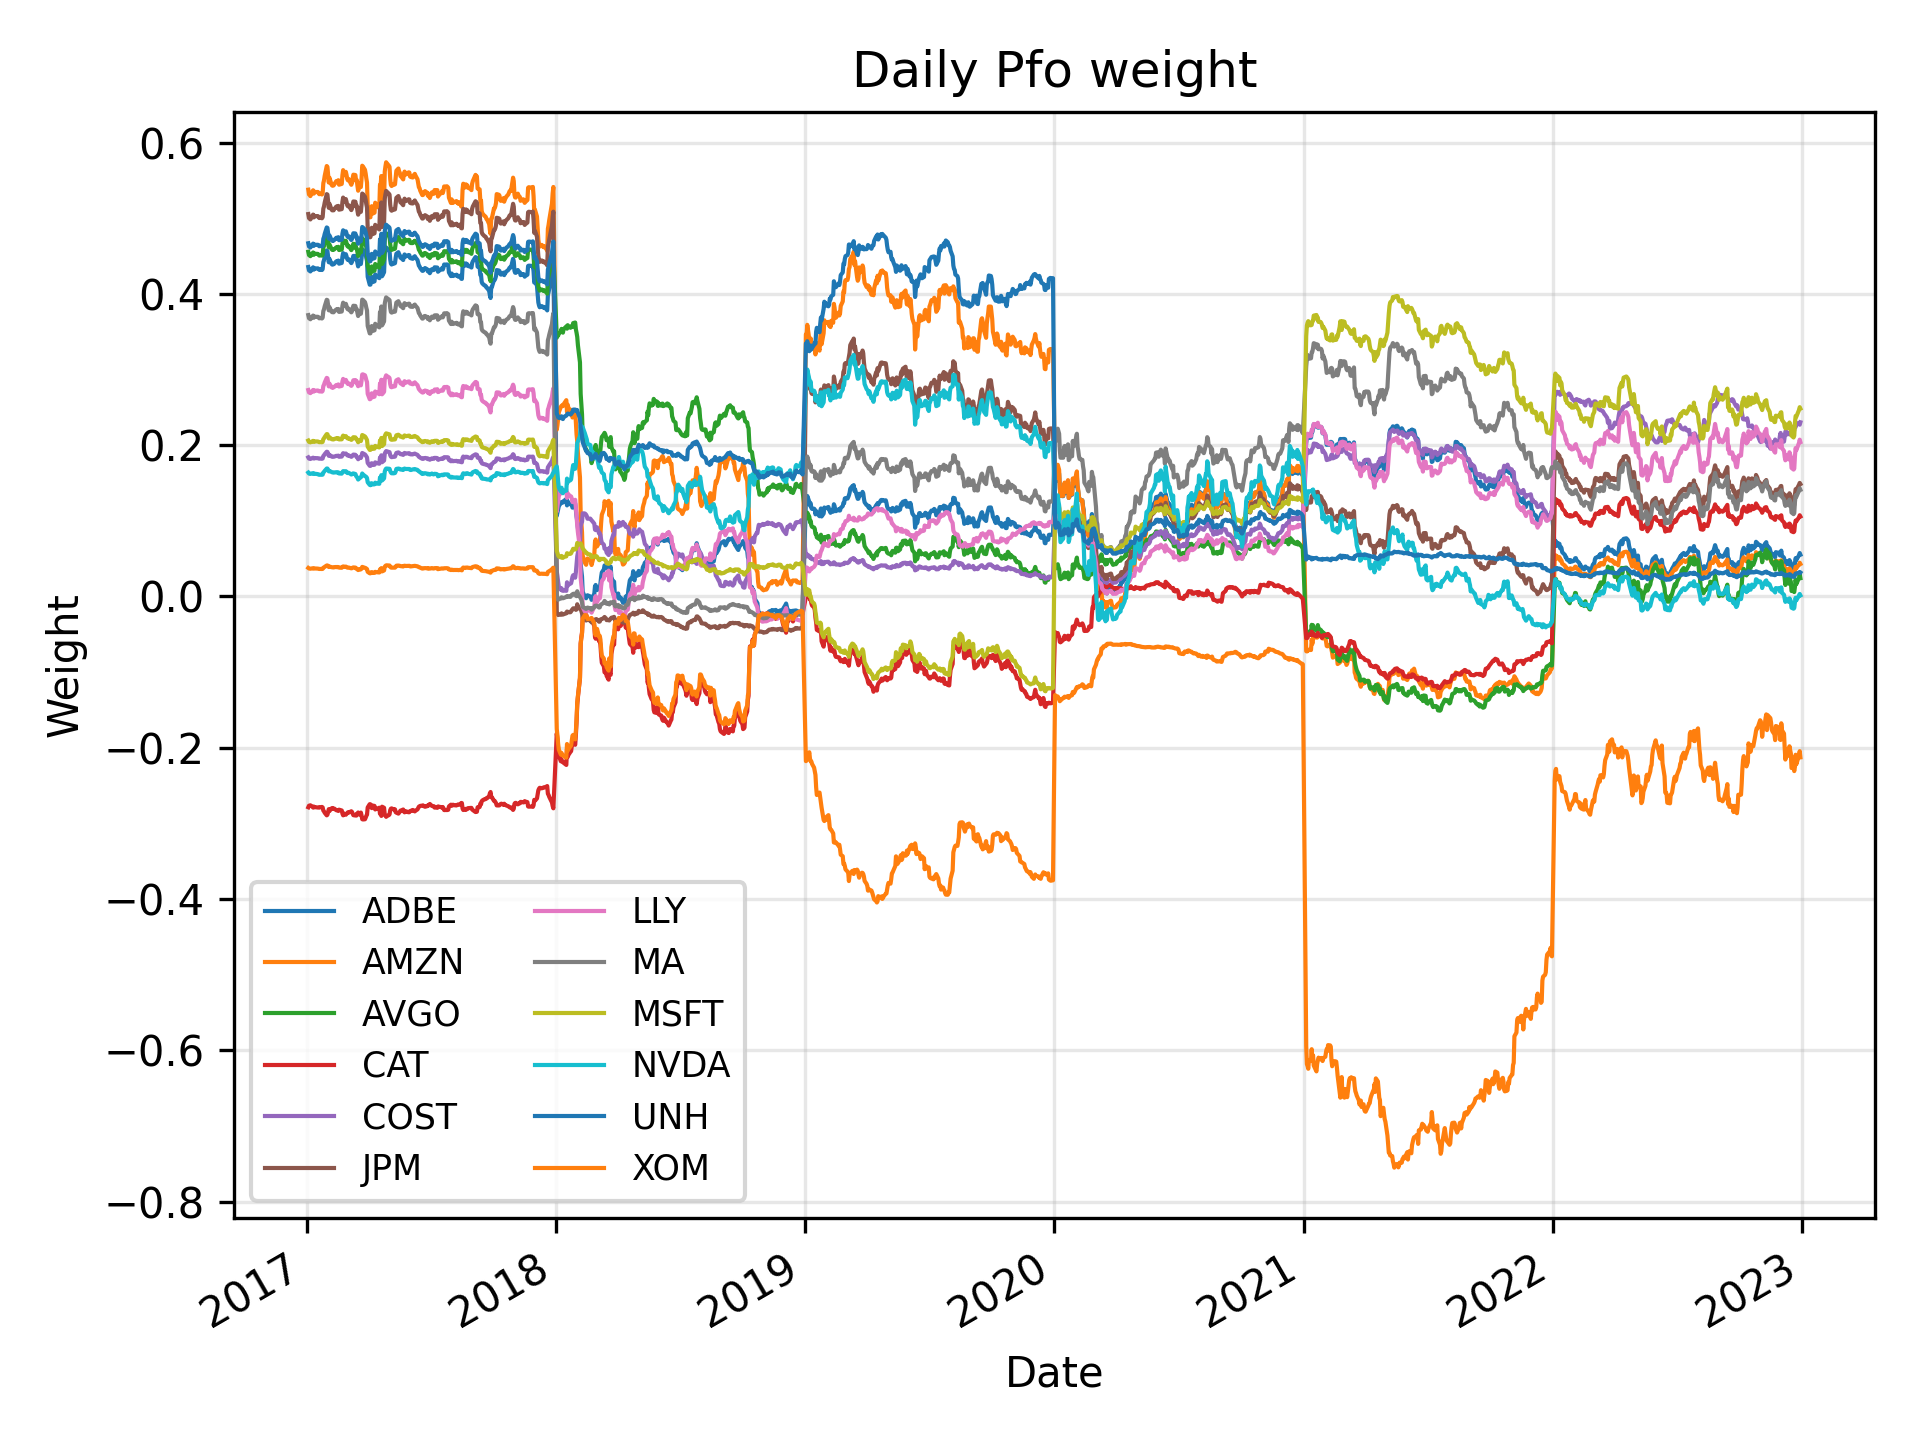 Daily Pfo weight
Weight
0.6
0.4
0.2
0.0
−0.2
−0.4
−0.6
−0.8
ADBE
AMZN
AVGO
CAT
COST
JPM
LLY
MA
MSFT
NVDA
UNH
XOM
2017
2018
2019
2020
2021
2022
2023
Date